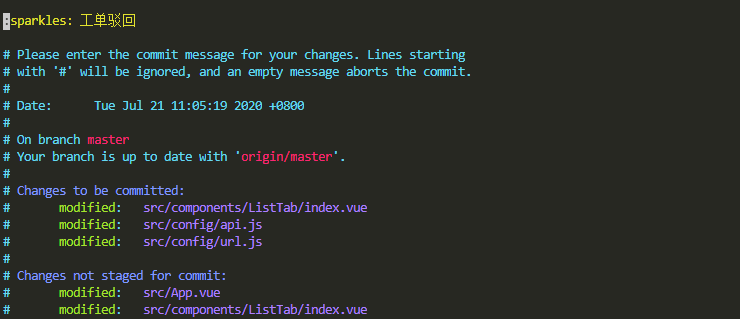 :sparkles: 工单驳回
# Please enter the commit message for your changes. Lines starting
# with '#' will be ignored, and an empty message aborts the commit.
#
# Date:      Tue Jul 21 11:05:19 2020 +0800
#
# On branch master
# Your branch is up to date with 'origin/master'.
#
# Changes to be committed:
#       modified:   src/components/ListTab/index.vue
#       modified:   src/config/api.js
#       modified:   src/config/url.js
#
# Changes not staged for commit:
#       modified:   src/App.vue
#       modified:   src/components/ListTab/index.vue